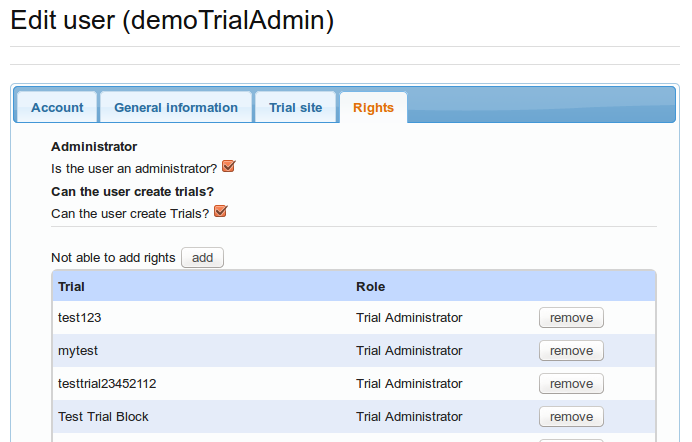 Edit user (demoTrialAdmin)
Account General information Trial site Rights
Administrator
Is the user an administrator?
Can the user create trials?
Can the user create Trials?
Not able to add rights add
Trial Role
test123 Trial Administrator remove
mytest Trial Administrator remove
testtrial23452112 Trial Administrator remove
Test Trial Block Trial Administrator remove